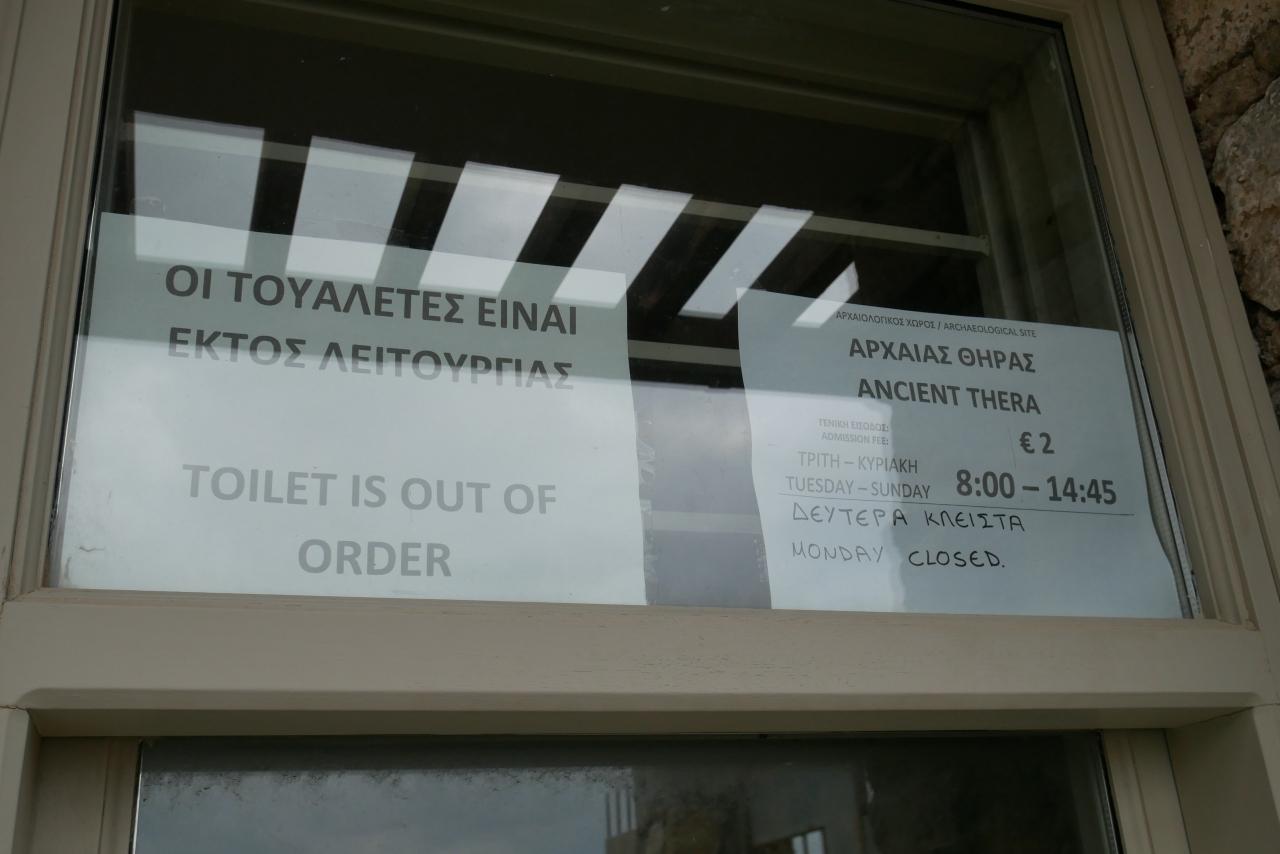 ΟΙ ΤΟΥΑΛΕΤΕΣ ΕΙΝΑΙ
ΕΚΤΟΣ ΛΕΙΤΟΥΡΓΙΑΣ
TOILET IS OUT OF
ORDER
ΑΡΧΑΙΟΛΟΓΙΚΟΣ ΧΩΡΟΣ / ARCHAEOLOGICAL SITE
ΑΡΧΑΙΑΣ ΘΗΡΑΣ
ANCIENT THERA
ΓΕΝΙΚΗ ΕΙΣΟΔΟΣ:
ADMISSION FEE: € 2
ΤΡΙΤΗ – ΚΥΡΙΑΚΗ
TUESDAY – SUNDAY 8:00 – 14:45
ΔΕΥΤΕΡΑ ΚΛΕΙΣΤΑ
MONDAY CLOSED.